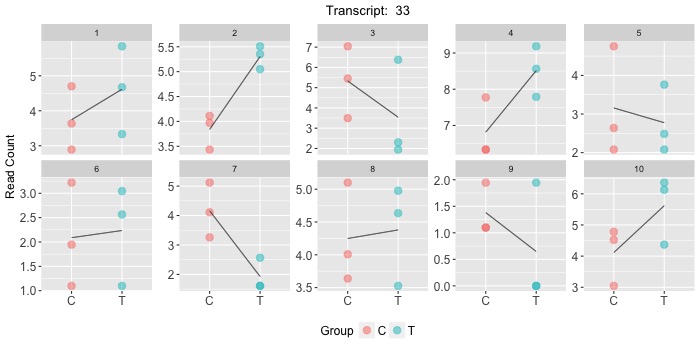 Transcript: 33
1 2 3 4 5
5 4 3
5.5 5.0 4.5 4.0 3.5
7 6 5 4 3 2
9 8 7
4 3 2
Read Count
6 7 8 9 10
3.0 2.5 2.0 1.5 1.0
5 4 3 2
5.0 4.5 4.0 3.5
2.0 1.5 1.0 0.5 0.0
6 5 4 3
C T C T C T C T C T
Group C T